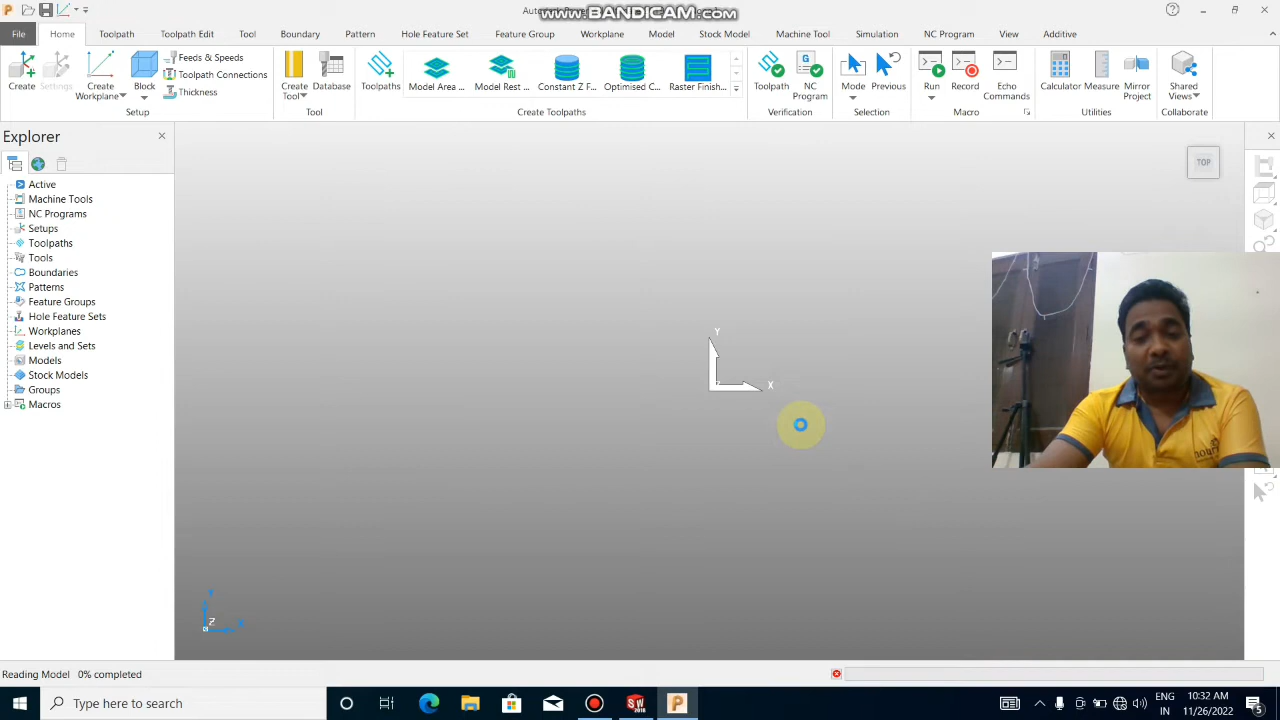 Autodesk Po
www.BANDICAM.com
File
Home
Toolpath
Toolpath Edit
Tool
Boundary
Pattern
Hole Feature Set
Feature Group
Workplane
Model
Stock Model
Machine Tool
Simulation
NC Program
View
Additive
Create
Settings
Create Workplane
Block
Feeds & Speeds
Toolpath Connections
Thickness
Setup
Create Tool
Database
Tool
Toolpaths
Model Area ...
Model Rest ...
Constant Z F...
Optimised C...
Raster Finish...
Create Toolpaths
Toolpath
NC Program
Verification
Mode
Previous
Selection
Run
Record
Echo Commands
Macro
Calculator
Measure
Mirror Project
Utilities
Shared Views
Collaborate
Explorer
Active
Machine Tools
NC Programs
Setups
Toolpaths
Tools
Boundaries
Patterns
Feature Groups
Hole Feature Sets
Workplanes
Levels and Sets
Models
Stock Models
Groups
Macros
TOP
Y
X
Y
Z
X
Reading Model 0% completed
Type here to search
SW
2018
P
ENG
IN
10:32 AM
11/26/2022
5